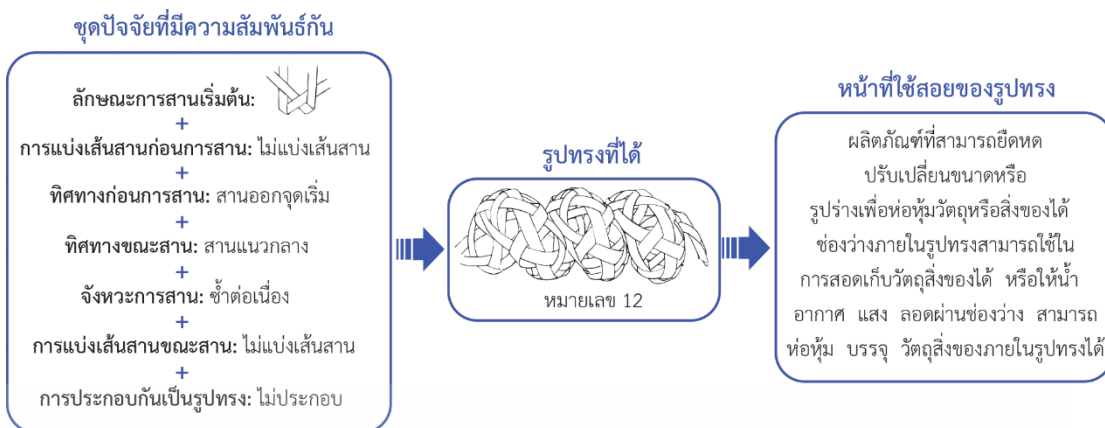 ชุดปัจจัยที่มีความสัมพันธ์กัน
ลักษณะการสานเริ่มต้น:
+
การแบ่งเส้นสานก่อนการสาน: ไม่แบ่งเส้นสาน
+
ทิศทางก่อนการสาน: สานออกจุดเริ่ม
+
ทิศทางขณะสาน: สานแนวกลาง
+
จังหวะการสาน: ซ้ำต่อเนื่อง
+
การแบ่งเส้นสานขณะสาน: ไม่แบ่งเส้นสาน
+
การประกอบกันเป็นรูปทรง: ไม่ประกอบ
รูปทรงที่ได้
หมายเลข 12
หน้าที่ใช้สอยของรูปทรง
ผลิตภัณฑ์ที่สามารถยืดหด
ปรับเปลี่ยนขนาดหรือ
รูปร่างเพื่อห่อหุ้มวัตถุหรือสิ่งของได้
ช่องว่างภายในรูปทรงสามารถใช้ใน
การสอดเก็บวัตถุสิ่งของได้ หรือให้น้ำ
อากาศ แสง ลอดผ่านช่องว่าง สามารถ
ห่อหุ้ม บรรจุ วัตถุสิ่งของภายในรูปทรงได้